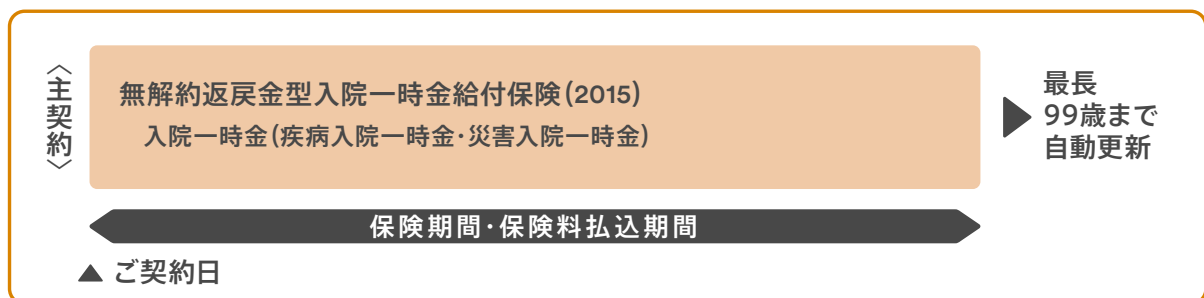 〈主契約〉
無解約返戻金型入院一時金給付保険(2015)
入院一時金(疾病入院一時金・災害入院一時金)
最長
99歳まで
自動更新
保険期間・保険料払込期間
▲ ご契約日